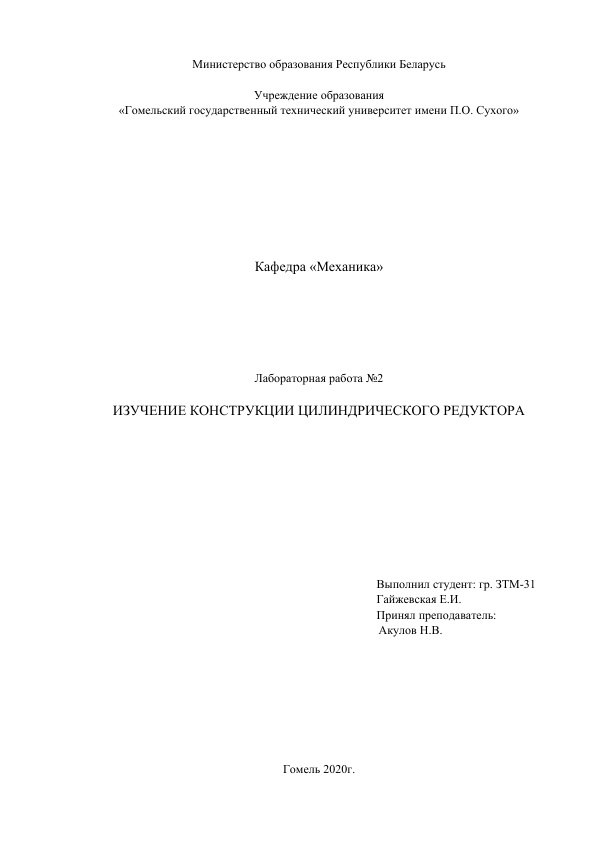 Министерство образования Республики Беларусь
Учреждение образования
«Гомельский государственный технический университет имени П.О. Сухого»
Кафедра «Механика»
Лабораторная работа №2
ИЗУЧЕНИЕ КОНСТРУКЦИИ ЦИЛИНДРИЧЕСКОГО РЕДУКТОРА
Выполнил студент: гр. ЗТМ-31
Гайжевская Е.И.
Принял преподаватель:
Акулов Н.В.
Гомель 2020г.